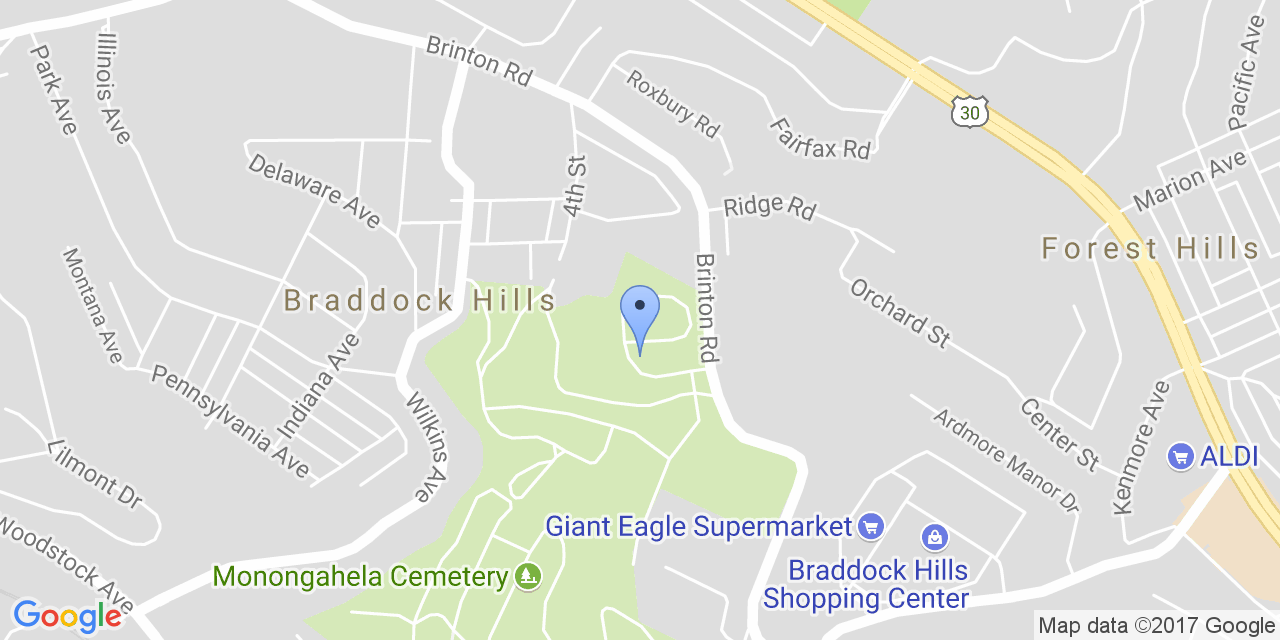 Park Ave
Illinois Ave
Brinton Rd
Roxbury Rd
Fairfax Rd
30
Pacific Ave
Marion Ave
Delaware Ave
4th St
Ridge Rd
Forest Hills
Montana Ave
Braddock Hills
Brinton Rd
Orchard St
Pennsylvania Ave
Indiana Ave
Wilkins Ave
Kenmore Ave
Center St
Ardmore Manor Dr
ALDI
Lilmont Dr
Woodstock Ave
Giant Eagle Supermarket
Monongahela Cemetery
Braddock Hills
Shopping Center
Google
Map data ©2017 Google